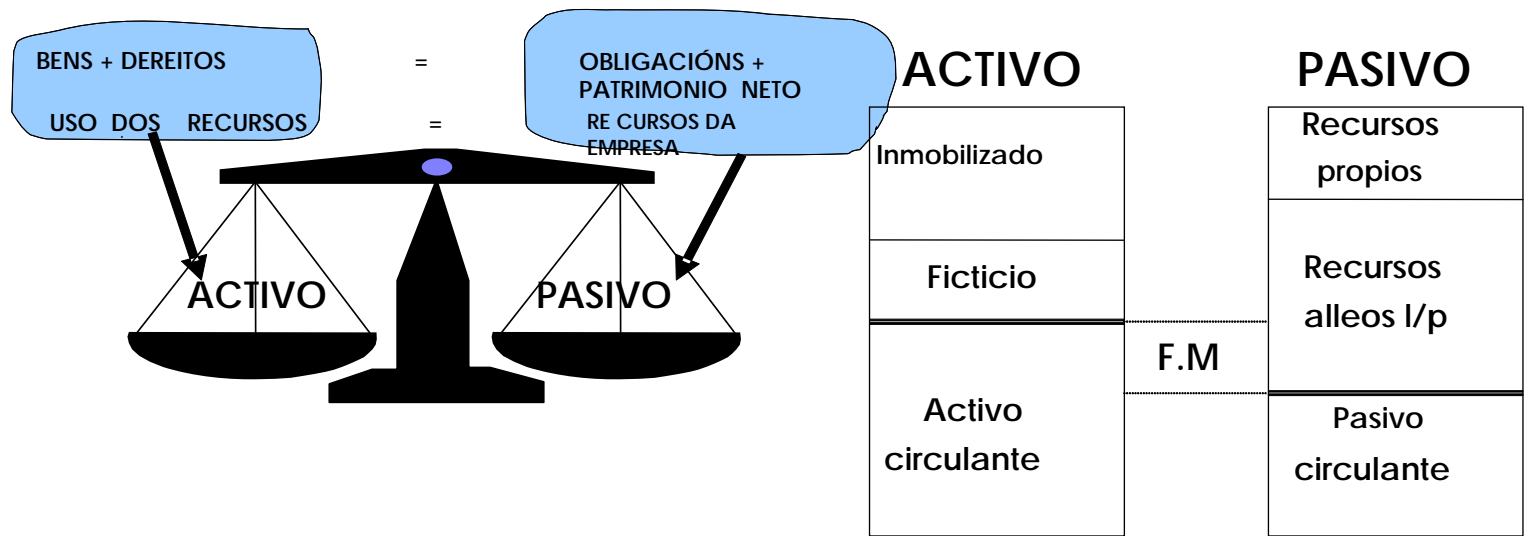 BENS + DEREITOS = OBLIGACIÓNS +
PATRIMONIO NETO
USO DOS RECURSOS = RE CURSOS DA
EMPRESA
ACTIVO
PASIVO
ACTIVO
Inmobilizado
Ficticio
Activo
circulante
F.M
PASIVO
Recursos
propios
Recursos
alleos l/p
Pasivo
circulante